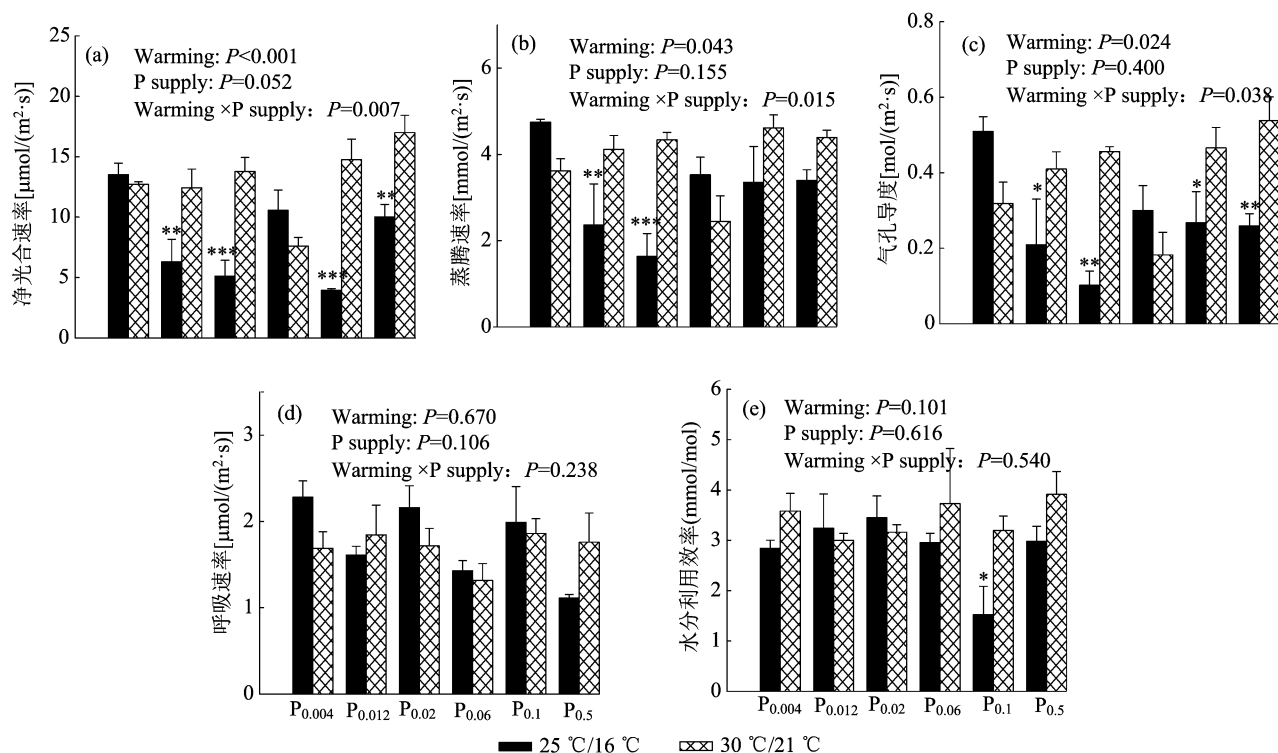 (a)
Warming: P<0.001
P supply: P=0.052
Warming ×P supply：P=0.007
净光合速率[μmol/(m²·s)]
25
20
15
10
5
0
**
***
***
**
(b)
Warming: P=0.043
P supply: P=0.155
Warming ×P supply：P=0.015
蒸腾速率[mmol/(m²·s)]
6
4
2
0
**
***
(c)
Warming: P=0.024
P supply: P=0.400
Warming ×P supply：P=0.038
气孔导度[mol/(m²·s)]
0.8
0.6
0.4
0.2
0
*
**
*
**
(d)
Warming: P=0.670
P supply: P=0.106
Warming ×P supply：P=0.238
呼吸速率[μmol/(m²·s)]
3
2
1
0
P0.004 P0.012 P0.02 P0.06 P0.1 P0.5
(e)
Warming: P=0.101
P supply: P=0.616
Warming ×P supply：P=0.540
水分利用效率(mmol/mol)
6
5
4
3
2
1
0
*
P0.004 P0.012 P0.02 P0.06 P0.1 P0.5
25 ℃/16 ℃ 30 ℃/21 ℃